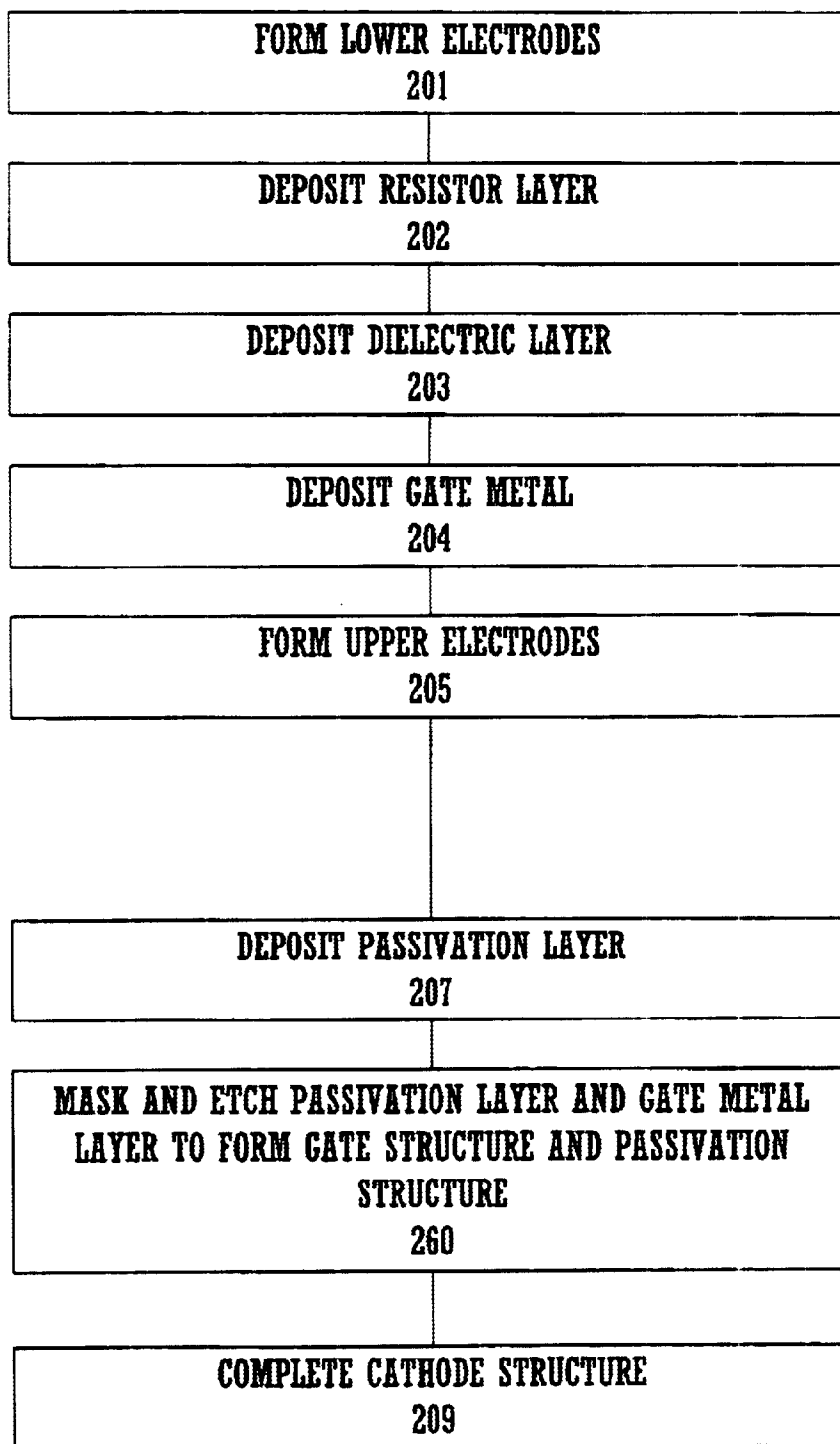 FORM LOWER ELECTRODES
201
DEPOSIT RESISTOR LAYER
202
DEPOSIT DIELECTRIC LAYER
203
DEPOSIT GATE METAL
204
FORM UPPER ELECTRODES
205
DEPOSIT PASSIVATION LAYER
207
MASK AND ETCH PASSIVATION LAYER AND GATE METAL
LAYER TO FORM GATE STRUCTURE AND PASSIVATION
STRUCTURE
260
COMPLETE CATHODE STRUCTURE
209